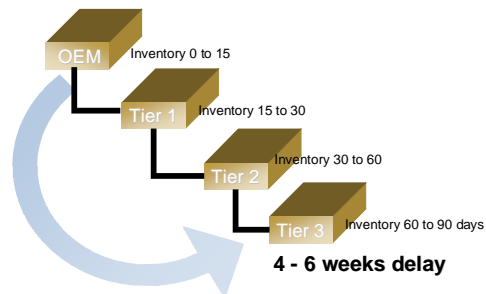 OEM
Inventory 0 to 15
Tier 1
Inventory 15 to 30
Tier 2
Inventory 30 to 60
Tier 3
Inventory 60 to 90 days
4 - 6 weeks delay